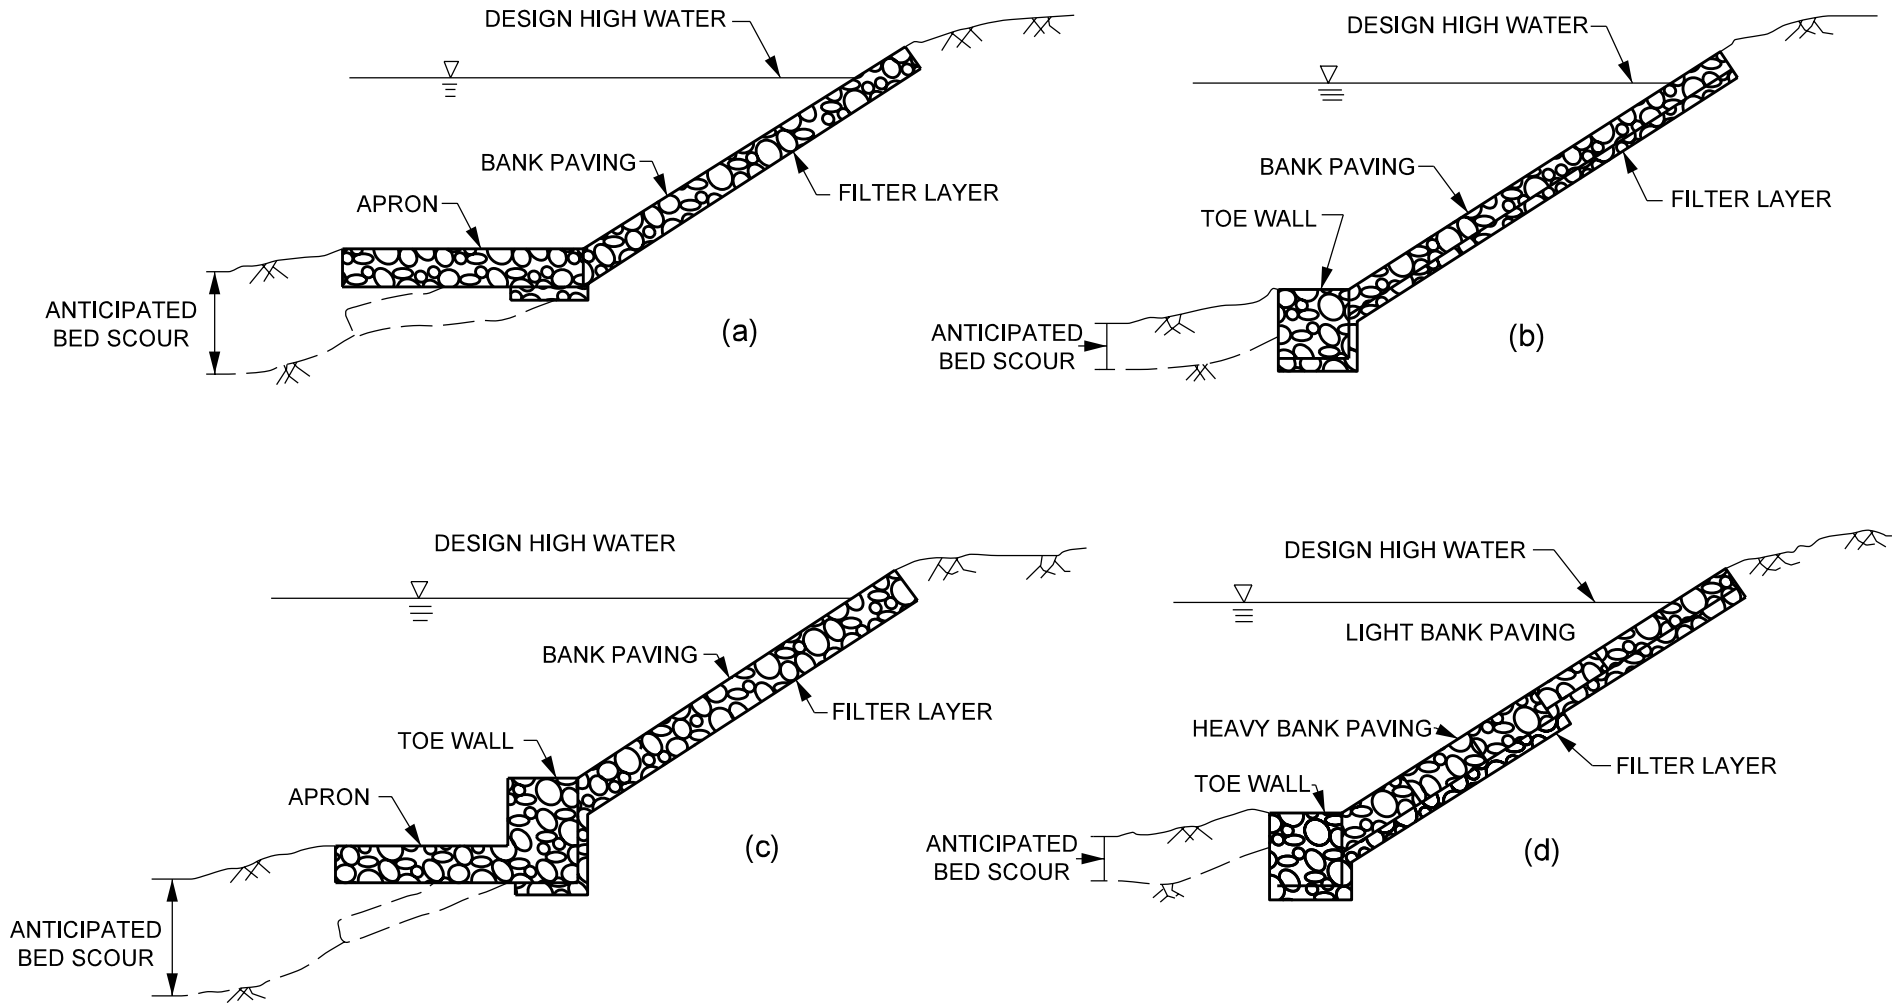 DESIGN HIGH WATER
BANK PAVING
FILTER LAYER
APRON
ANTICIPATED
BED SCOUR
(a)
DESIGN HIGH WATER
BANK PAVING
FILTER LAYER
TOE WALL
ANTICIPATED
BED SCOUR
(b)
DESIGN HIGH WATER
BANK PAVING
FILTER LAYER
TOE WALL
APRON
ANTICIPATED
BED SCOUR
(c)
DESIGN HIGH WATER
LIGHT BANK PAVING
HEAVY BANK PAVING
FILTER LAYER
TOE WALL
ANTICIPATED
BED SCOUR
(d)